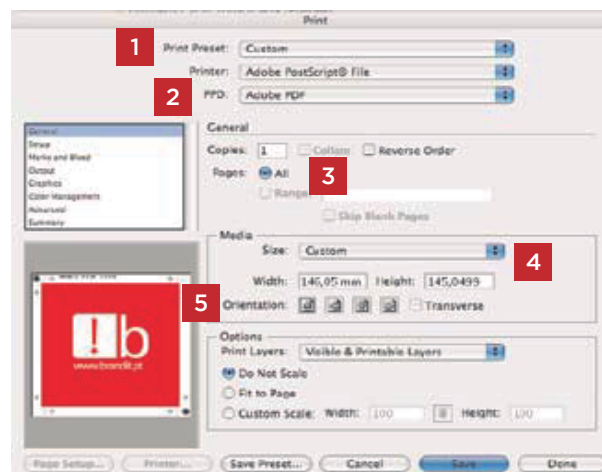 Print
1 Print Preset: Custom
Printer: Adobe PostScript® File
2 PPD: Adobe PDF
General
Setup
Marks and Bleed
Output
Graphics
Color Management
Advanced
Summary
General
Copies: 1 Collate Reverse Order
Pages: All 3
Range:
Skip Blank Pages
Media
Size: Custom 4
Width: 146,05 mm Height: 145,0499
5 Orientation: Transverse
!b
www.brandit.pt
Options
Print Layers: Visible & Printable Layers
Do Not Scale
Fit to Page
Custom Scale: Width: 100 Height: 100
Page Setup... Printer... Save Preset... Cancel Save Done